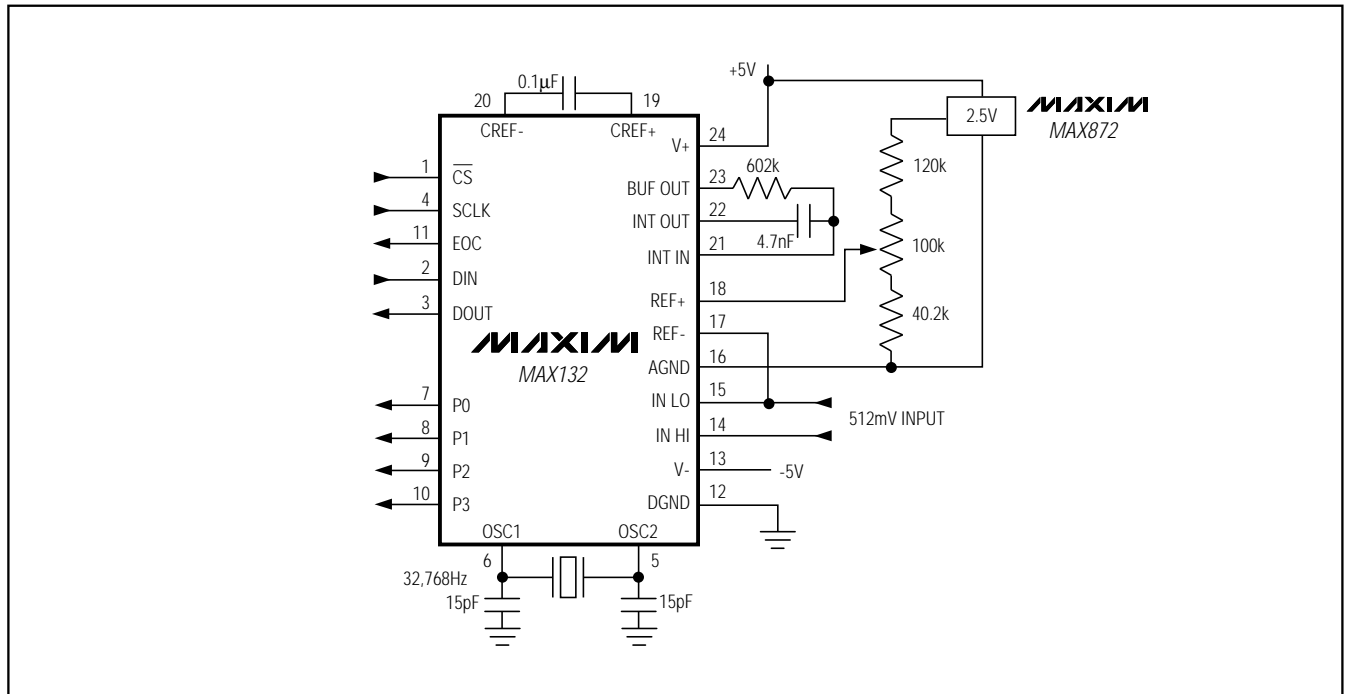 0.1μF
20
19
CREF-
CREF+
1
CS
4
SCLK
11
EOC
2
DIN
3
DOUT
MAXIM
MAX132
7
P0
8
P1
9
P2
10
P3
OSC1
OSC2
6
5
32,768Hz
15pF
15pF
V+
24
BUF OUT
23
602k
INT OUT
22
4.7nF
INT IN
21
REF+
18
REF-
17
AGND
16
IN LO
15
512mV INPUT
IN HI
14
V-
13
-5V
DGND
12
+5V
2.5V
MAXIM
MAX872
120k
100k
40.2k